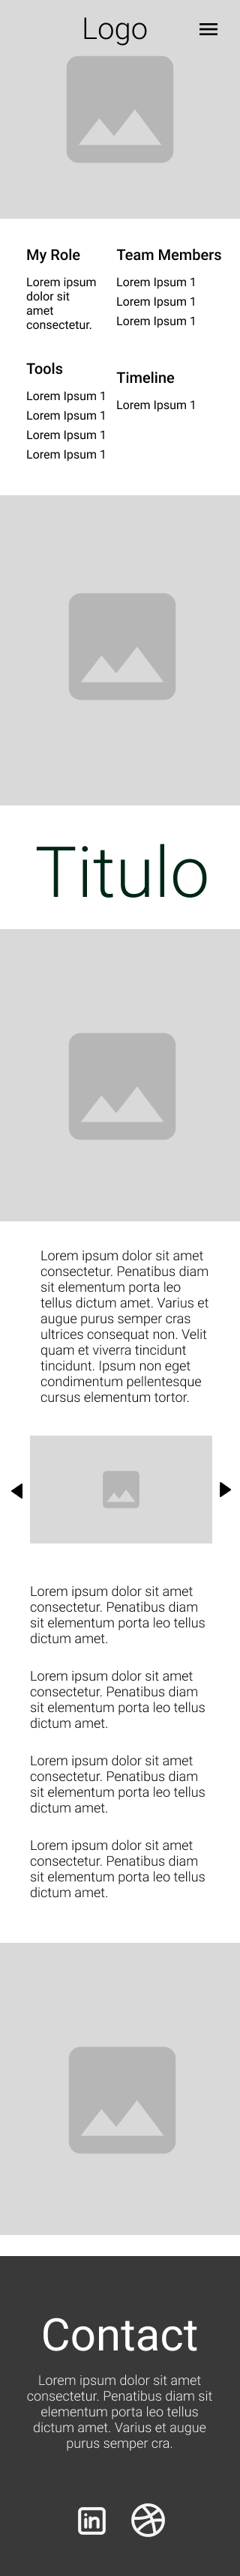 Logo
My Role
Lorem ipsum
dolor sit
amet
consectetur.
Team Members
Lorem Ipsum 1
Lorem Ipsum 1
Lorem Ipsum 1
Tools
Lorem Ipsum 1
Lorem Ipsum 1
Lorem Ipsum 1
Lorem Ipsum 1
Timeline
Lorem Ipsum 1
Titulo
Lorem ipsum dolor sit amet
consectetur. Penatibus diam
sit elementum porta leo
tellus dictum amet. Varius et
augue purus semper cras
ultrices consequat non. Velit
quam et viverra tincidunt
tincidunt. Ipsum non eget
condimentum pellentesque
cursus elementum tortor.
Lorem ipsum dolor sit amet
consectetur. Penatibus diam
sit elementum porta leo tellus
dictum amet.
Lorem ipsum dolor sit amet
consectetur. Penatibus diam
sit elementum porta leo tellus
dictum amet.
Lorem ipsum dolor sit amet
consectetur. Penatibus diam
sit elementum porta leo tellus
dictum amet.
Lorem ipsum dolor sit amet
consectetur. Penatibus diam
sit elementum porta leo tellus
dictum amet.
Contact
Lorem ipsum dolor sit amet
consectetur. Penatibus diam sit
elementum porta leo tellus
dictum amet. Varius et augue
purus semper cra.
in